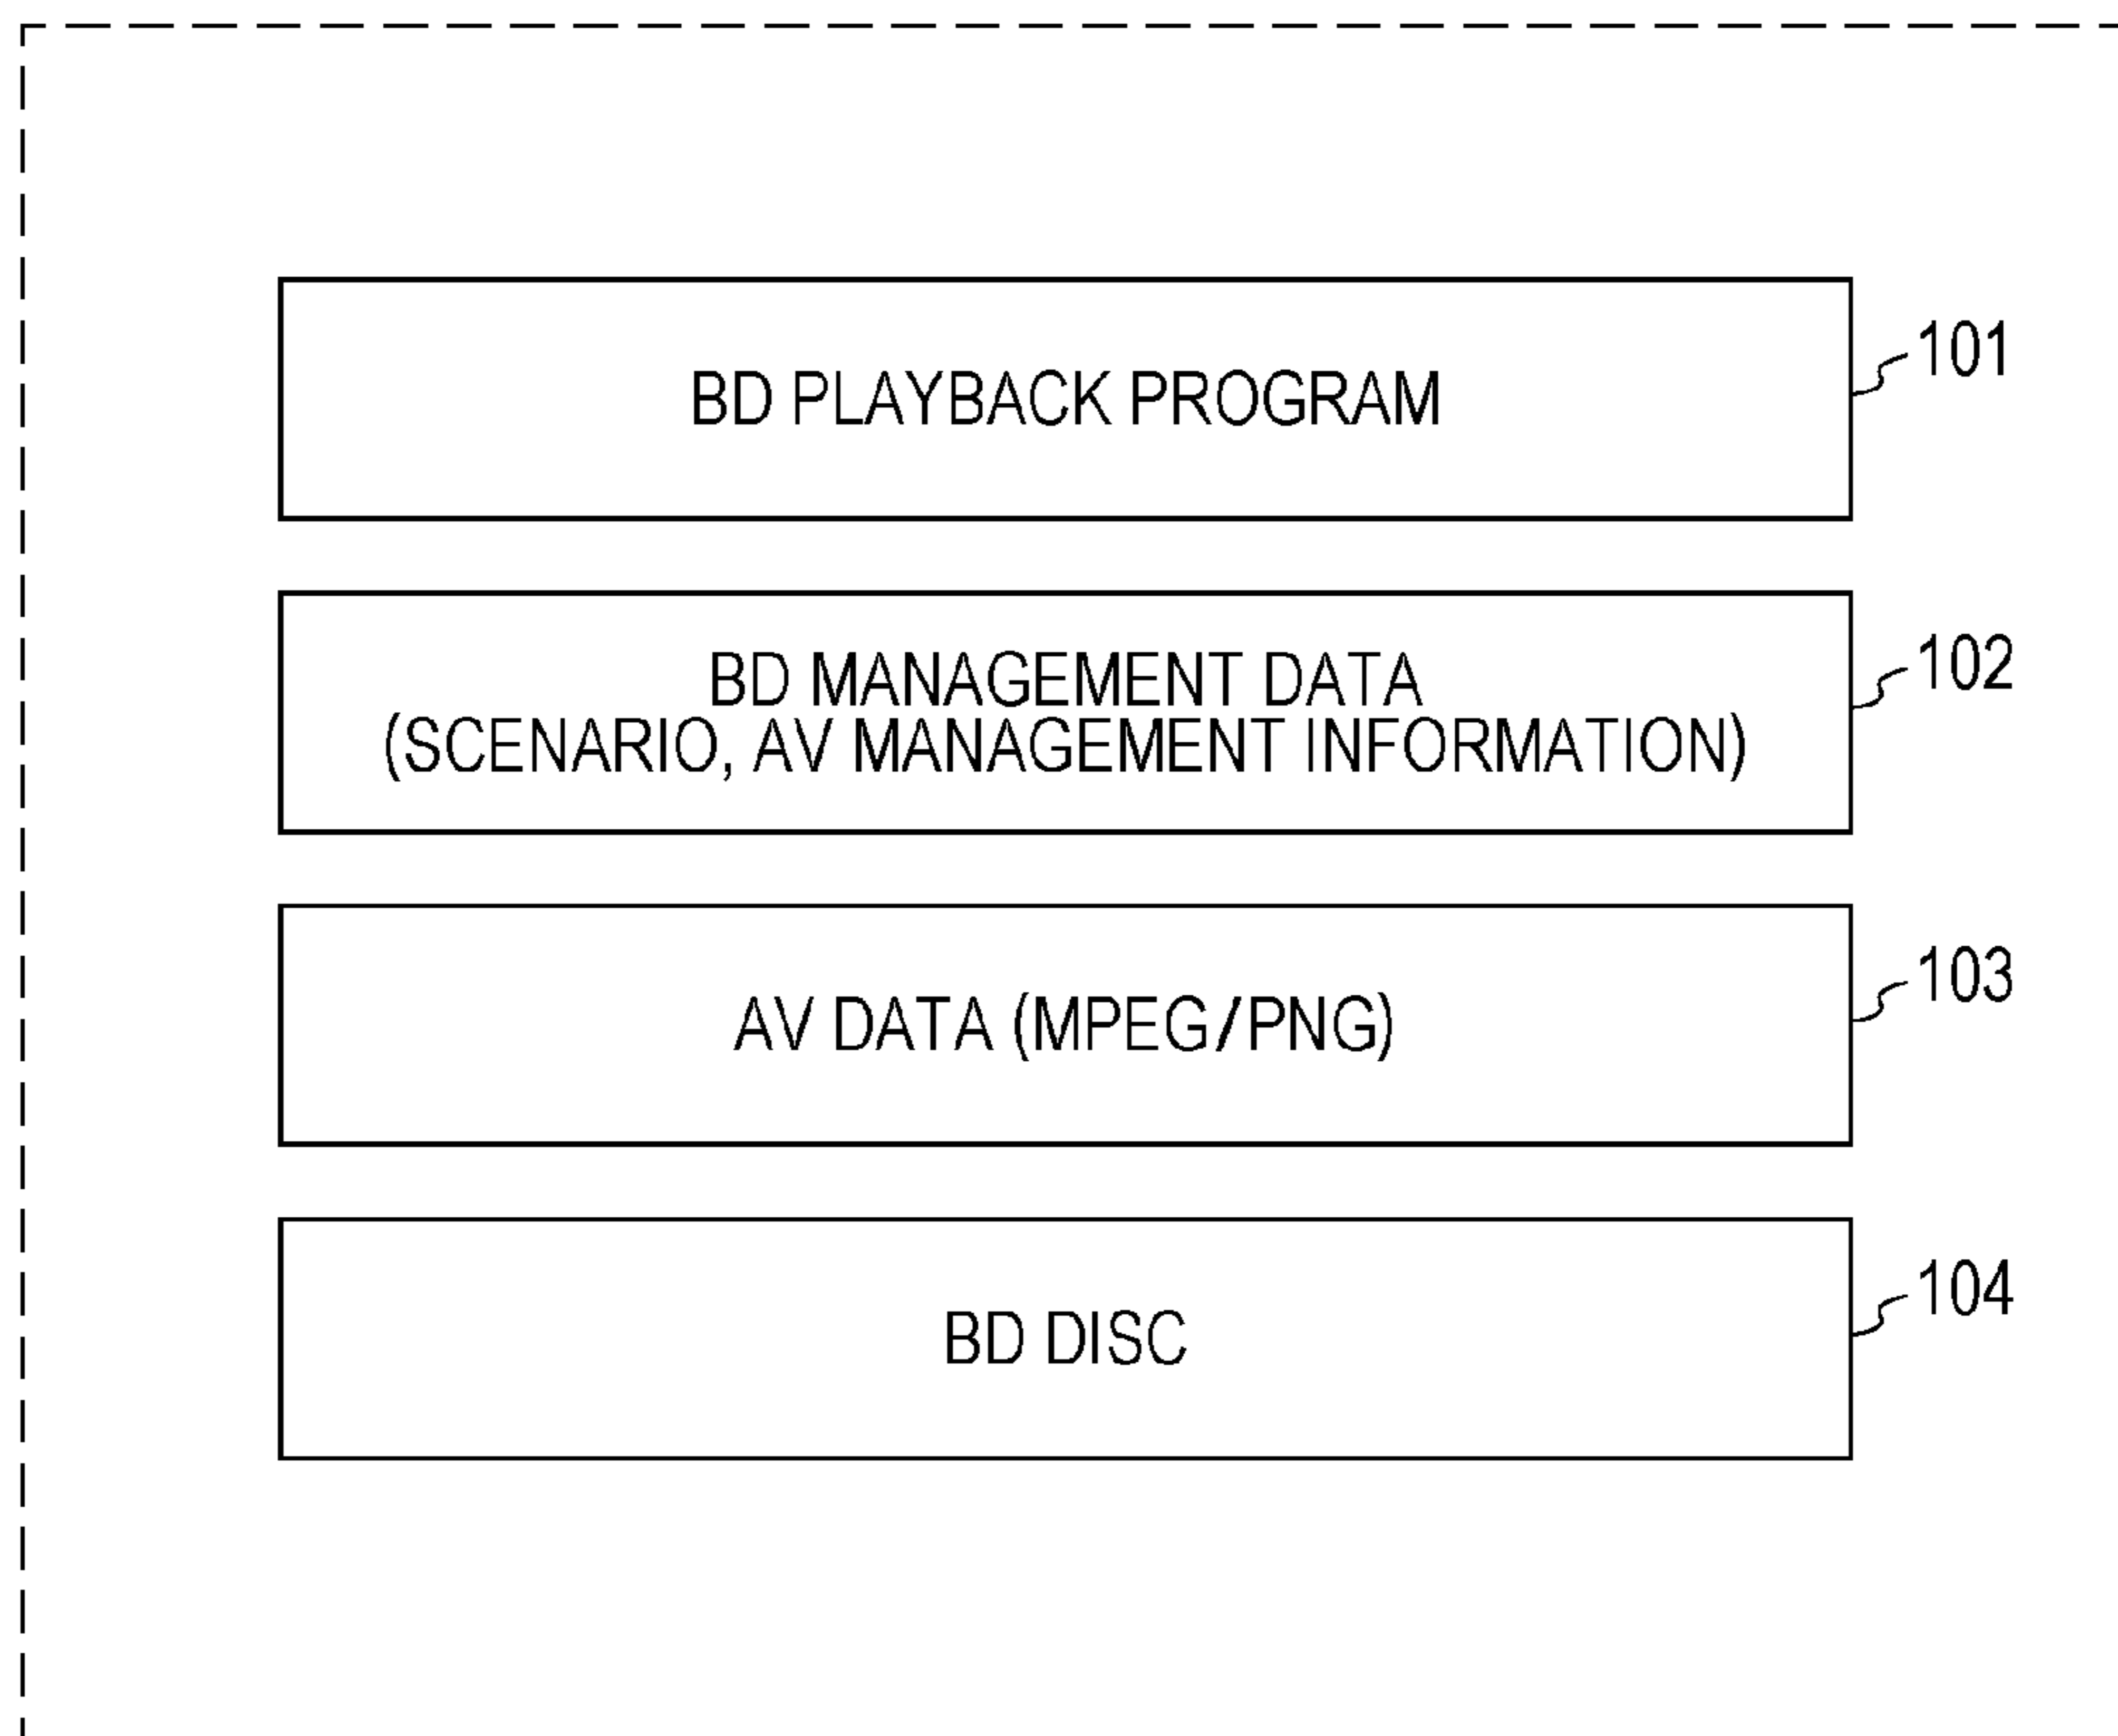 BD PLAYBACK PROGRAM
101
BD MANAGEMENT DATA
(SCENARIO, AV MANAGEMENT INFORMATION)
102
AV DATA (MPEG/PNG)
103
BD DISC
104